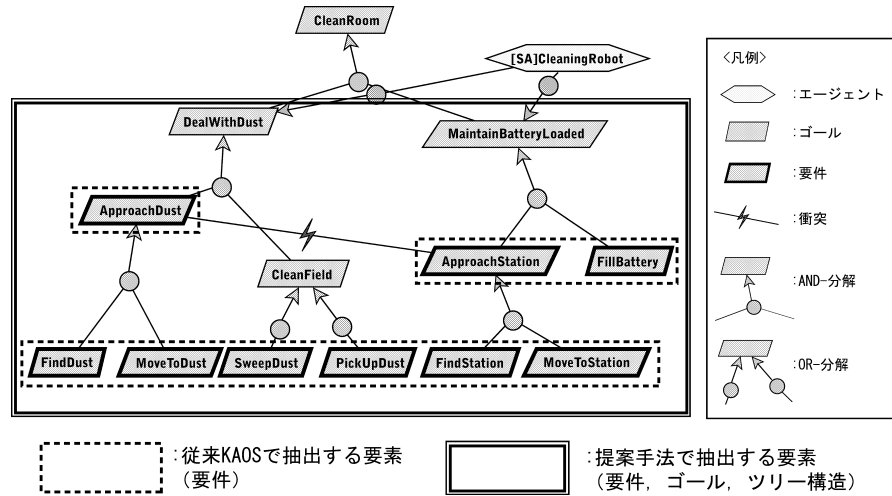 CleanRoom
[SA]CleaningRobot
DealWithDust
MaintainBatteryLoaded
ApproachDust
ApproachStation
FillBattery
CleanField
FindDust
MoveToDust
SweepDust
PickUpDust
FindStation
MoveToStation
〈凡例〉
:エージェント
:ゴール
:要件
:衝突
:AND-分解
:OR-分解
:従来KAOSで抽出する要素
(要件)
:提案手法で抽出する要素
(要件, ゴール, ツリー構造)